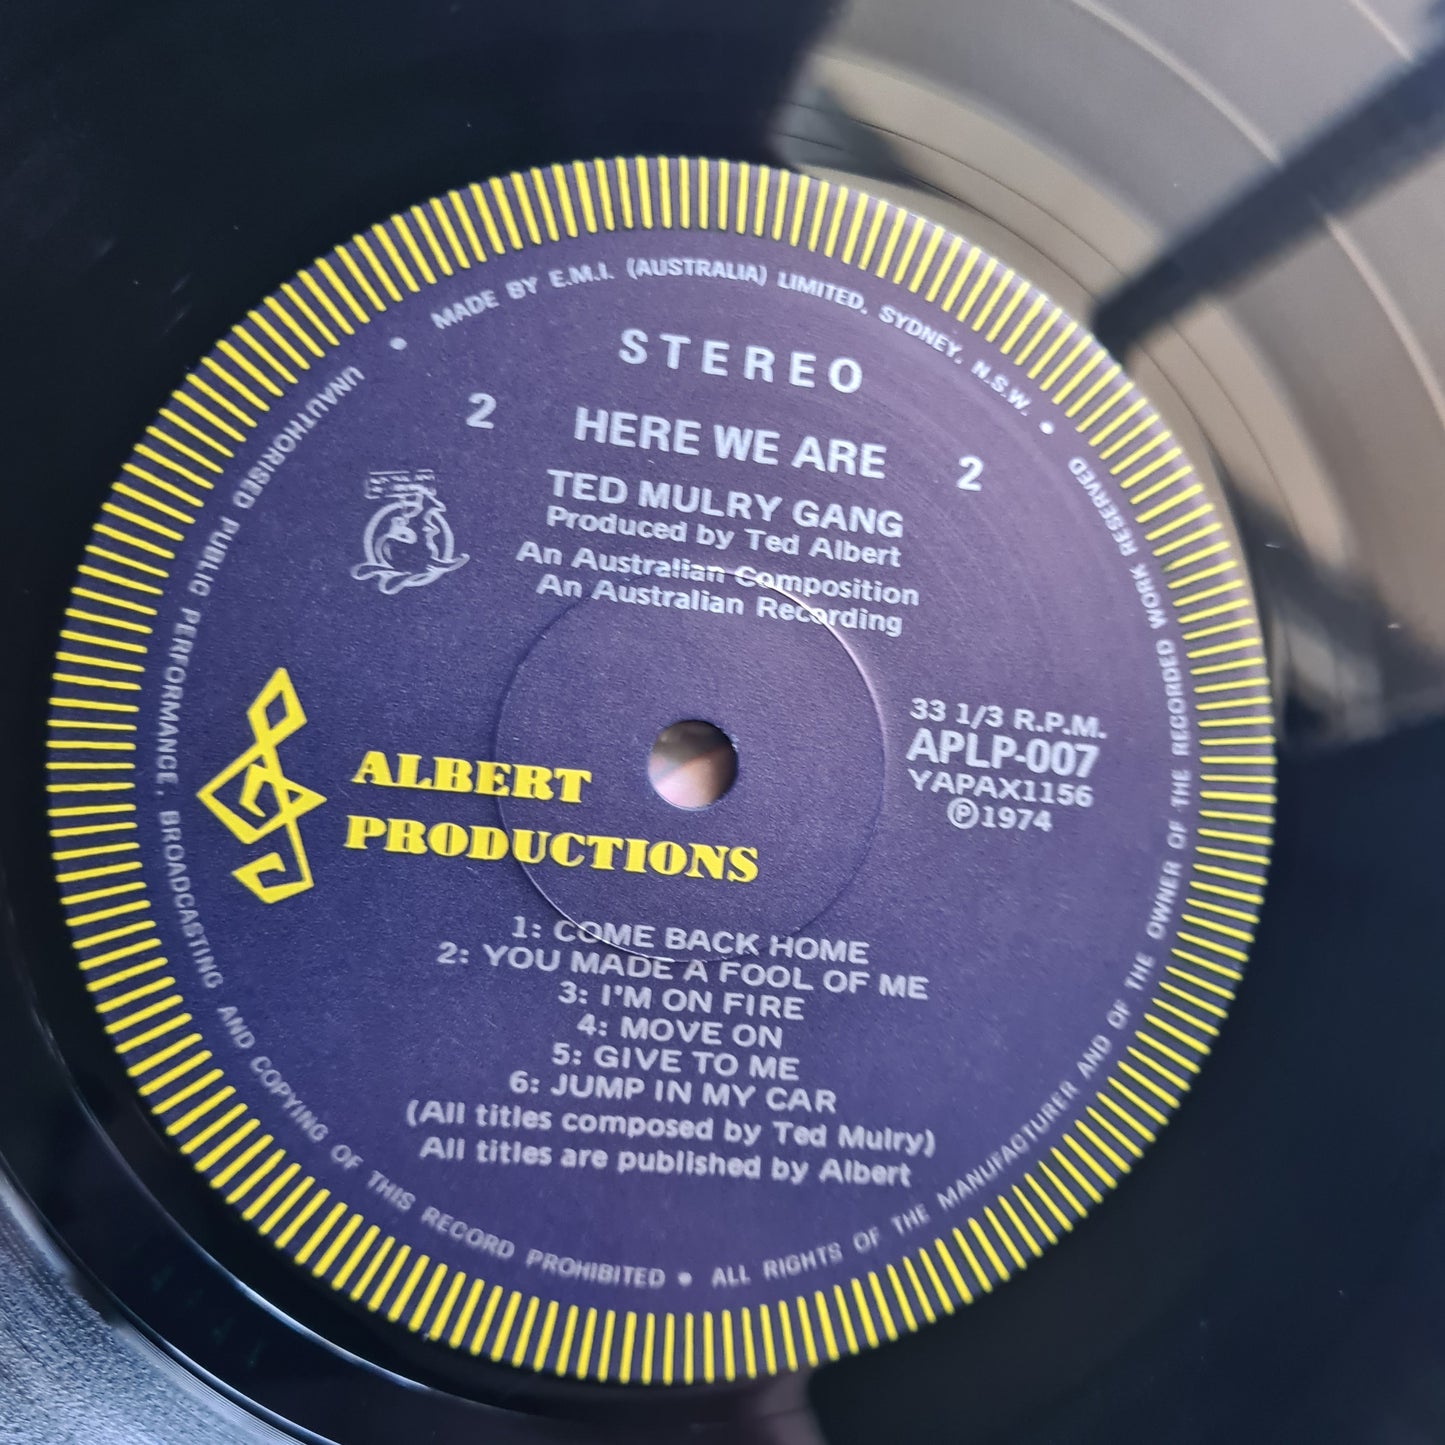 MADE BY E.M.I. (AUSTRALIA) LIMITED, SYDNEY, N.S.W. •
STEREO
2 HERE WE ARE 2
TED MULRY GANG
Produced by Ted Albert
An Australian Composition
An Australian Recording
33 1/3 R.P.M.
APLP-007
YAPAX1156
℗1974
ALBERT
PRODUCTIONS
1: COME BACK HOME
2: YOU MADE A FOOL OF ME
3: I'M ON FIRE
4: MOVE ON
5: GIVE TO ME
6: JUMP IN MY CAR
(All titles composed by Ted Mulry)
All titles are published by Albert
• UNAUTHORISED PUBLIC PERFORMANCE, BROADCASTING AND COPYING OF THIS RECORD PROHIBITED • ALL RIGHTS OF THE MANUFACTURER AND OF THE OWNER OF THE RECORDED WORK RESERVED